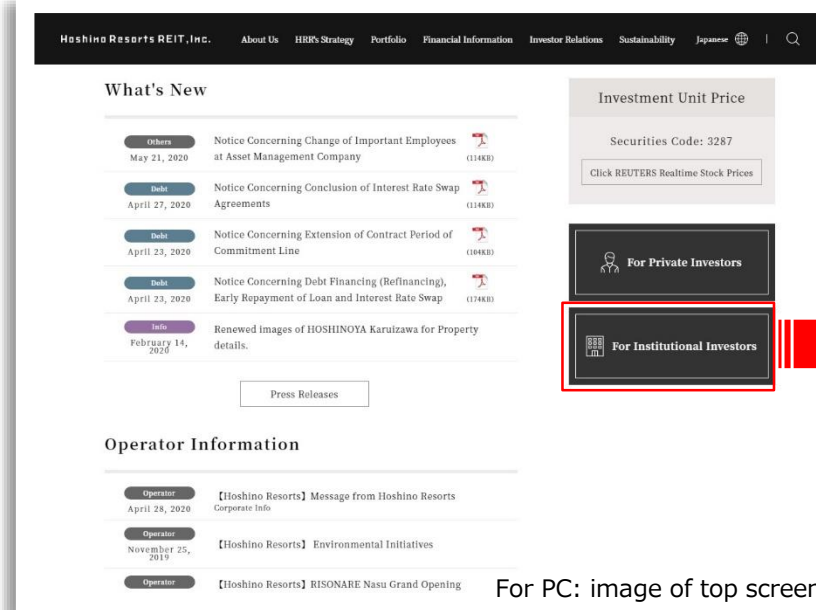 Hoshino Resorts REIT, Inc. About Us HRR's Strategy Portfolio Financial Information Investor Relations Sustainability Japanese
What's New
Others
May 21, 2020
Notice Concerning Change of Important Employees
at Asset Management Company
(114KB)
Debt
April 27, 2020
Notice Concerning Conclusion of Interest Rate Swap
Agreements
(114KB)
Debt
April 23, 2020
Notice Concerning Extension of Contract Period of
Commitment Line
(104KB)
Debt
April 23, 2020
Notice Concerning Debt Financing (Refinancing),
Early Repayment of Loan and Interest Rate Swap
(174KB)
Info
February 14,
2020
Renewed images of HOSHINOYA Karuizawa for Property
details.
Press Releases
Investment Unit Price
Securities Code: 3287
Click REUTERS Realtime Stock Prices
For Private Investors
For Institutional Investors
Operator Information
Operator
April 28, 2020
【Hoshino Resorts】Message from Hoshino Resorts
Corporate Info
Operator
November 25,
2019
【Hoshino Resorts】 Environmental Initiatives
Operator
【Hoshino Resorts】RISONARE Nasu Grand Opening
For PC: image of top screen